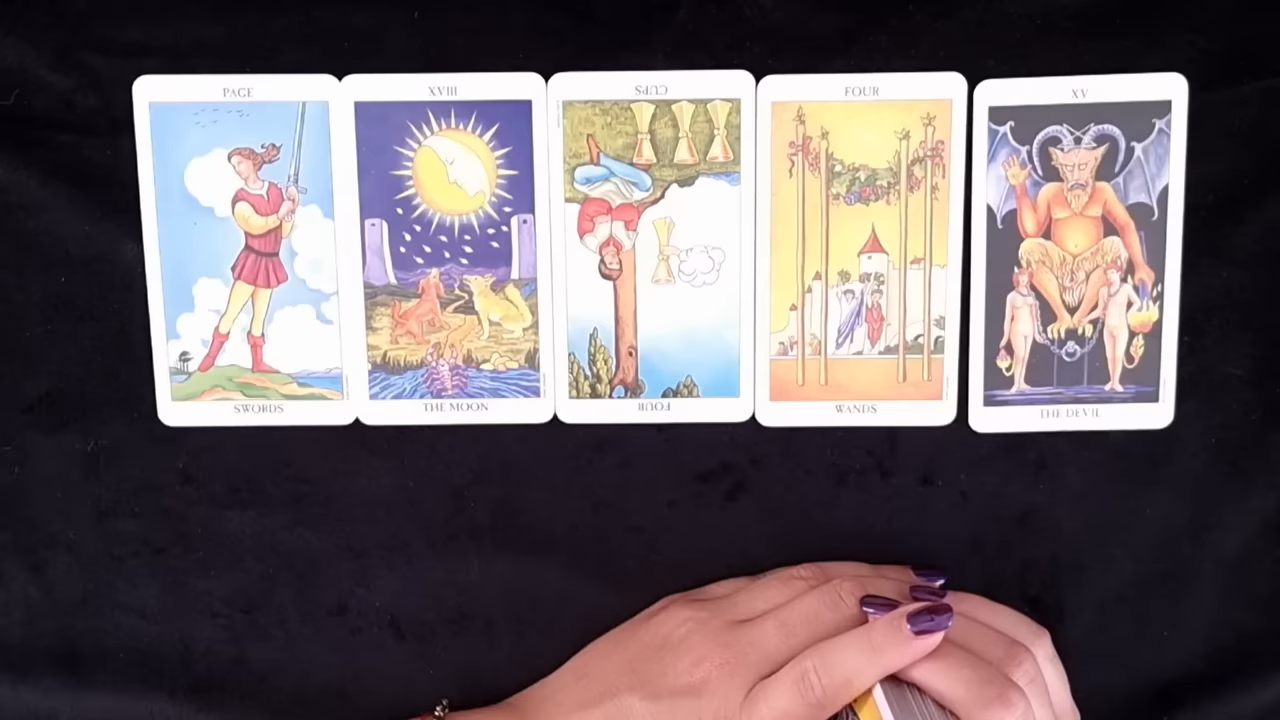 PAGE
SWORDS
XVIII
THE MOON
CUPS
FOUR
FOUR
WANDS
XV
THE DEVIL